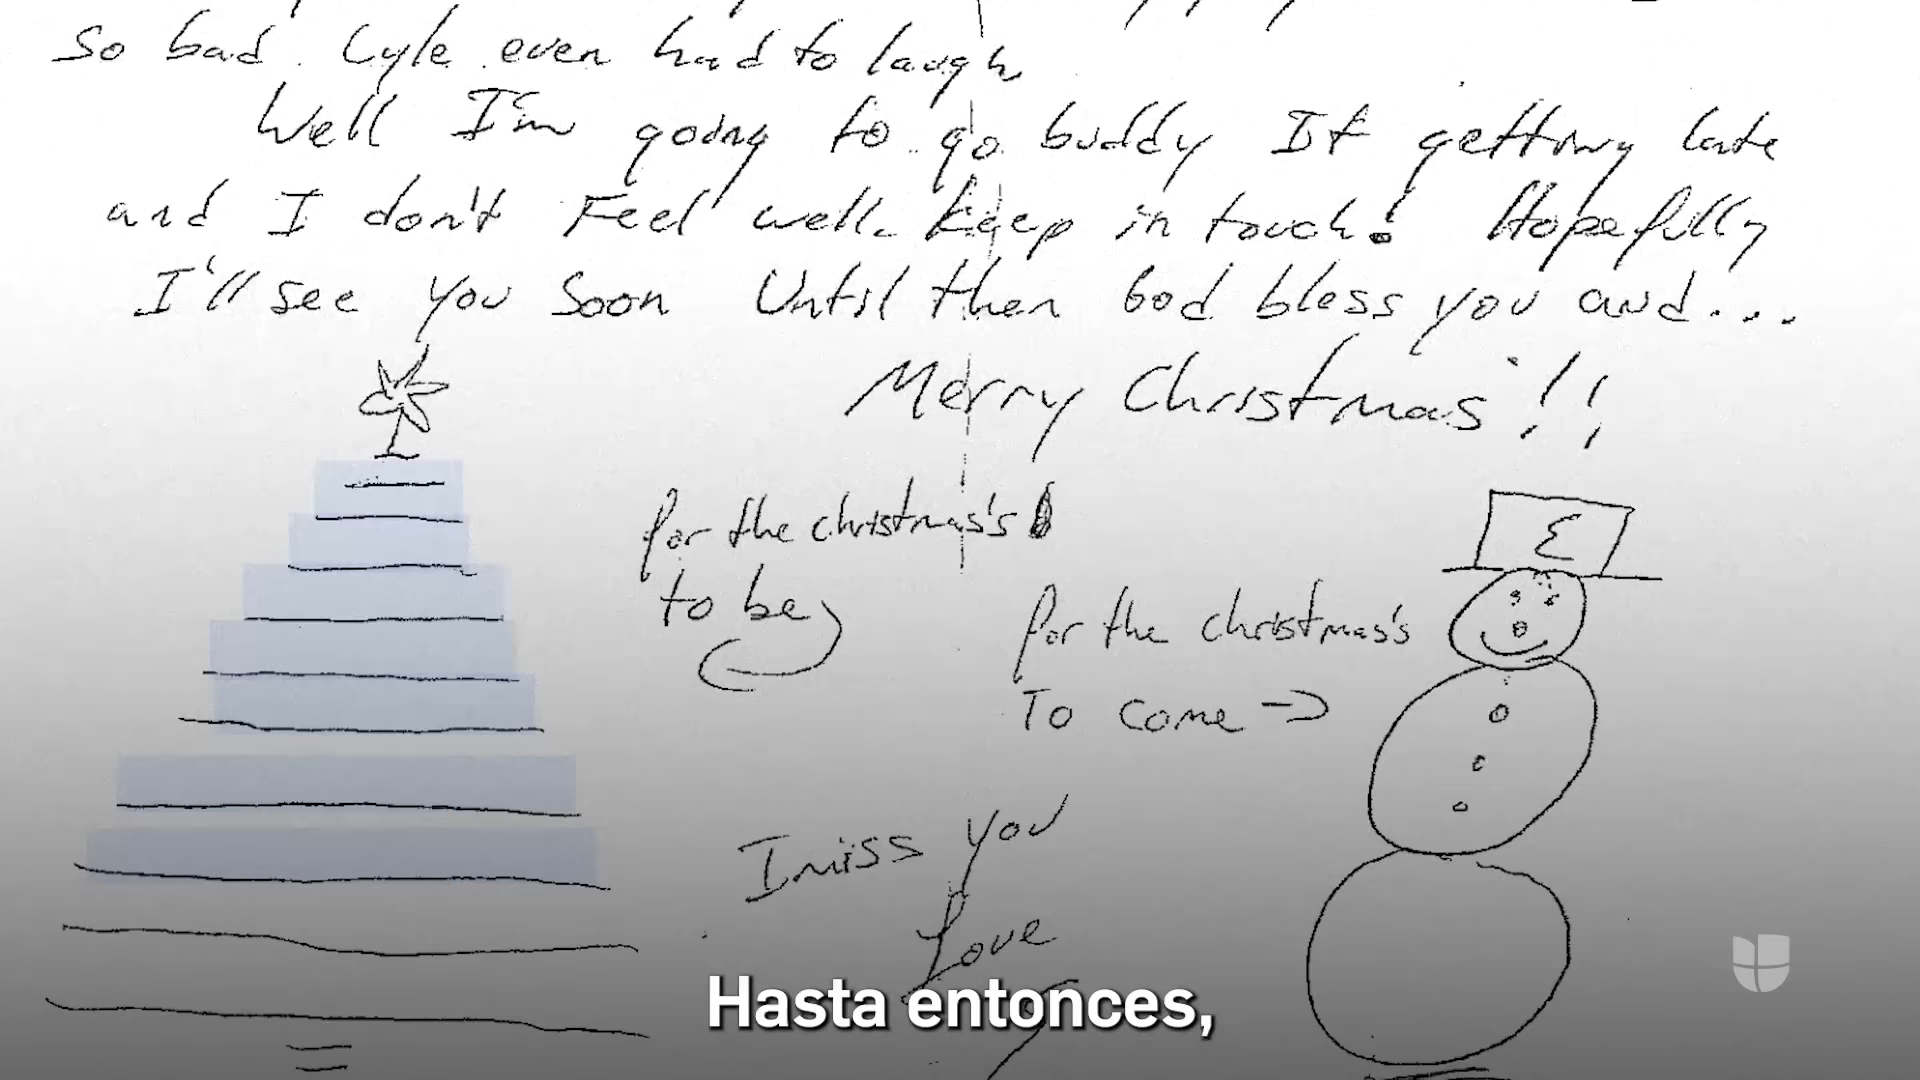 So bad. Lyle even had to laugh
Well I'm going to go buddy It getting late
and I don't Feel well. keep in touch! Hopefully
I'll see you Soon Until then God bless you and...
Merry Christmas!!
for the christmas's
to be
for the christmas's
To come →
E
I miss you
Love
Hasta entonces,